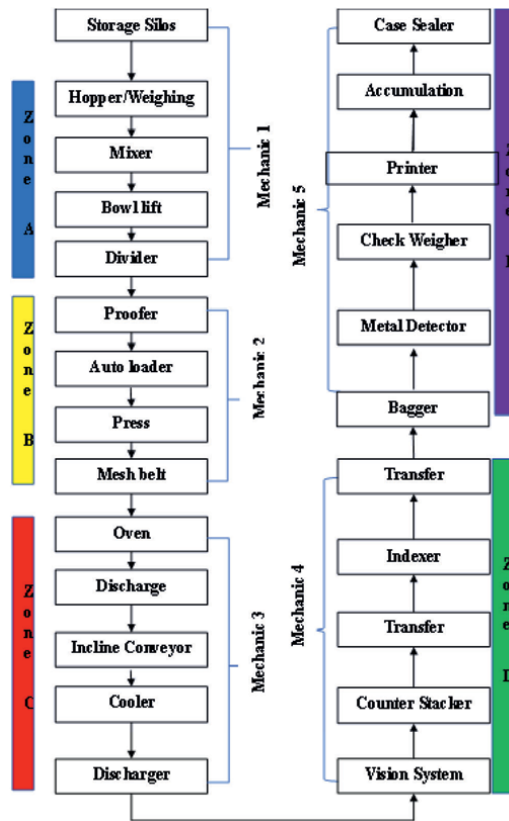 Storage Silos
Hopper/Weighing
Mixer
Bowl lift
Divider
Proofer
Auto loader
Press
Mesh belt
Oven
Discharge
Incline Conveyor
Cooler
Discharger
Zone A
Zone B
Zone C
Mechanic 1
Mechanic 2
Mechanic 3
Case Sealer
Accumulation
Printer
Check Weigher
Metal Detector
Bagger
Transfer
Indexer
Transfer
Counter Stacker
Vision System
Mechanic 5
Mechanic 4
Zone
Zone